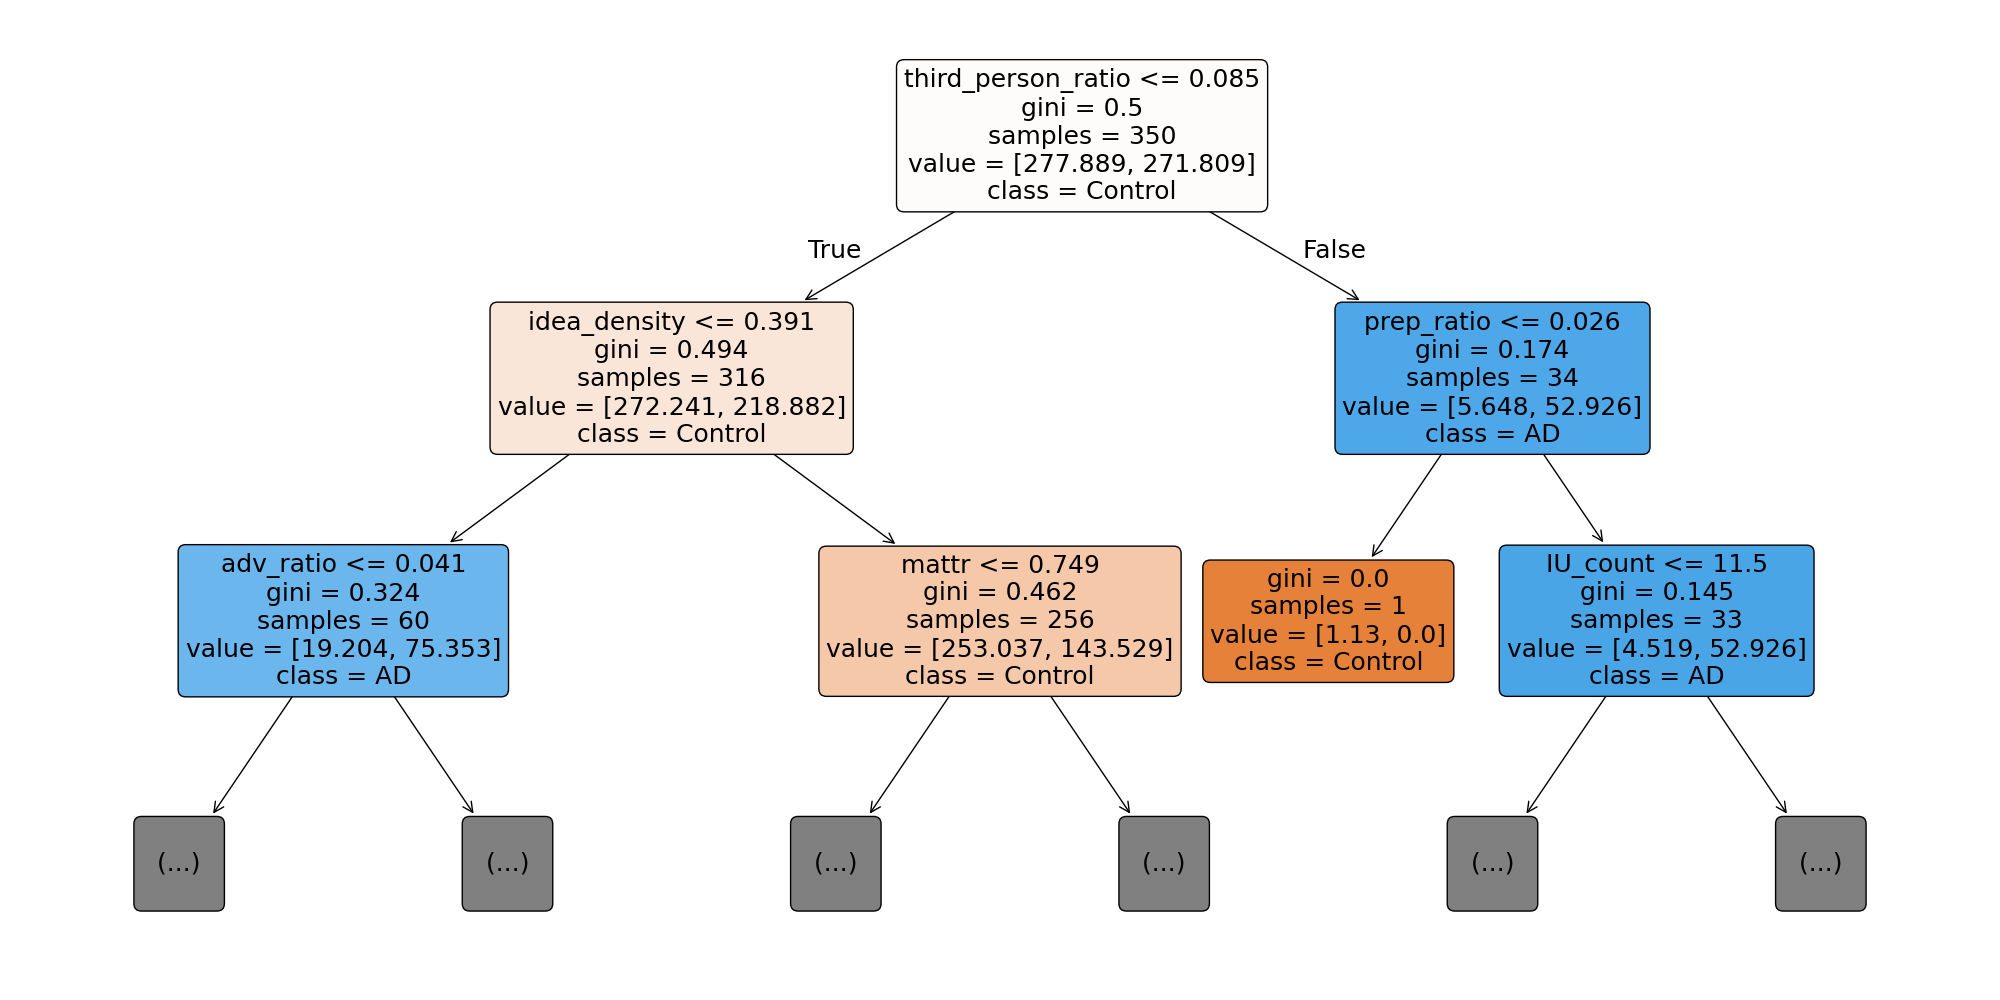 third_person_ratio <= 0.085
gini = 0.5
samples = 350
value = [277.889, 271.809]
class = Control
True
False
idea_density <= 0.391
gini = 0.494
samples = 316
value = [272.241, 218.882]
class = Control
prep_ratio <= 0.026
gini = 0.174
samples = 34
value = [5.648, 52.926]
class = AD
adv_ratio <= 0.041
gini = 0.324
samples = 60
value = [19.204, 75.353]
class = AD
mattr <= 0.749
gini = 0.462
samples = 256
value = [253.037, 143.529]
class = Control
gini = 0.0
samples = 1
value = [1.13, 0.0]
class = Control
IU_count <= 11.5
gini = 0.145
samples = 33
value = [4.519, 52.926]
class = AD
(...)
(...)
(...)
(...)
(...)
(...)